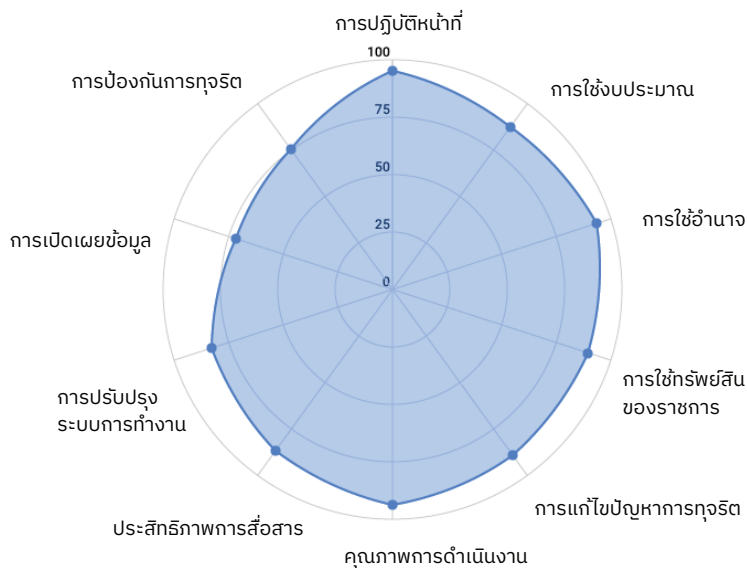 การปฏิบัติหน้าที่
100
การป้องกันการทุจริต
การใช้งบประมาณ
75
50
การใช้อำนาจ
การเปิดเผยข้อมูล
25
0
การใช้ทรัพย์สิน
ของราชการ
การปรับปรุง
ระบบการทำงาน
การแก้ไขปัญหาการทุจริต
ประสิทธิภาพการสื่อสาร
คุณภาพการดำเนินงาน